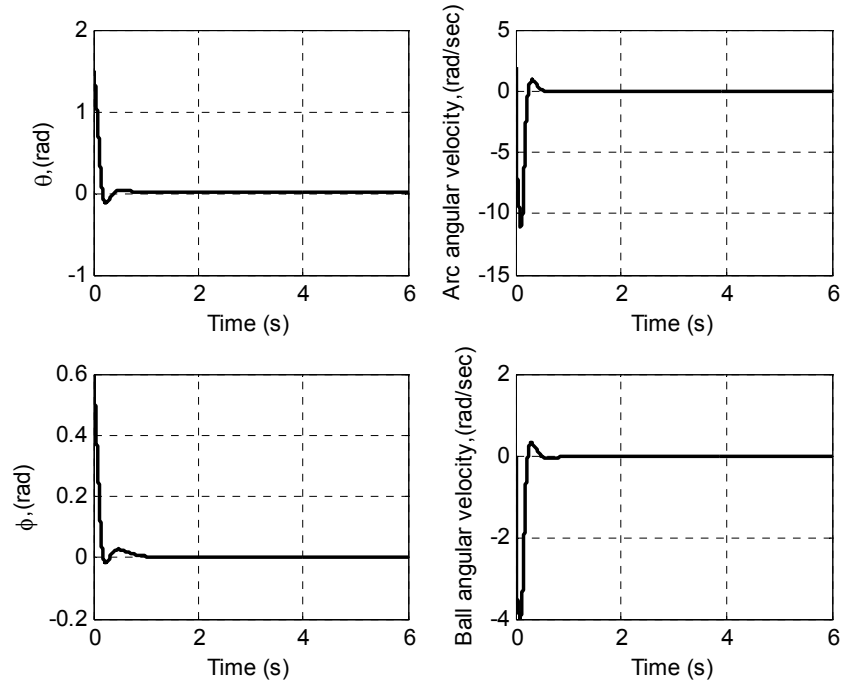 2
1
0
-1
θ,(rad)
0 2 4 6
Time (s)
5
0
-5
-10
-15
Arc angular velocity,(rad/sec)
0 2 4 6
Time (s)
0.6
0.4
0.2
0
-0.2
ϕ,(rad)
0 2 4 6
Time (s)
2
0
-2
-4
Ball angular velocity,(rad/sec)
0 2 4 6
Time (s)